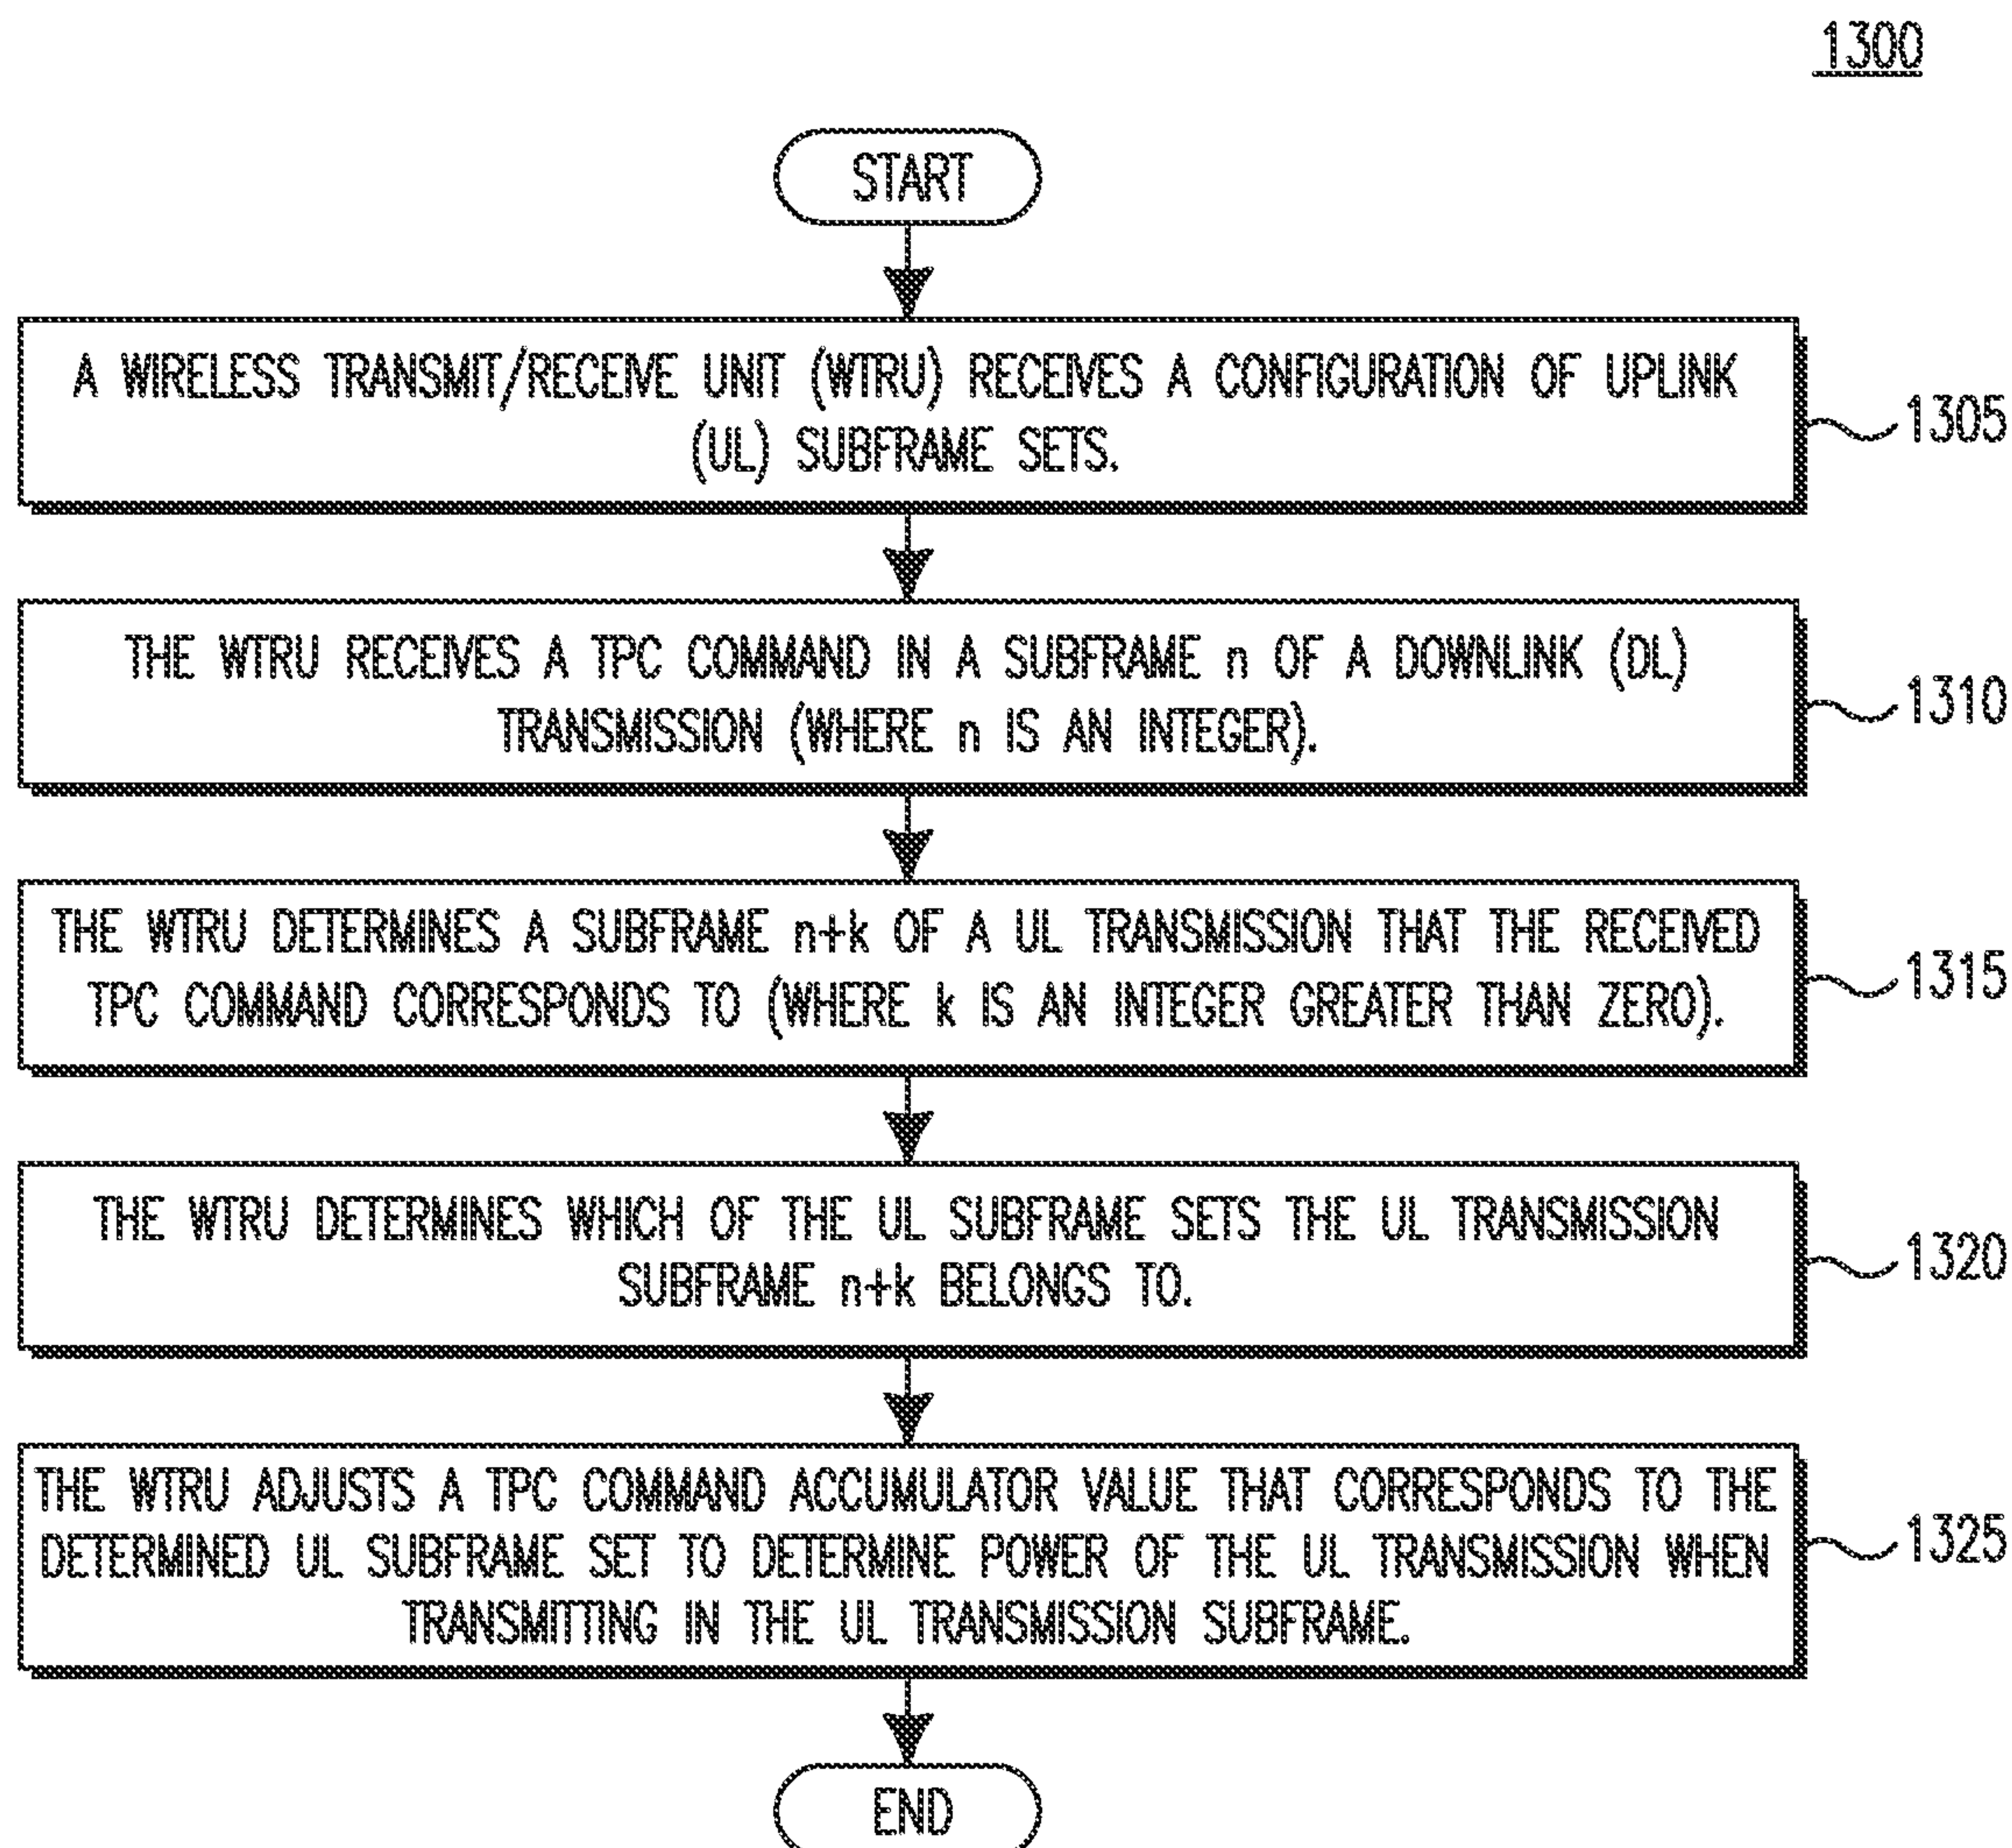 1300
START
A WIRELESS TRANSMIT/RECEIVE UNIT (WTRU) RECEIVES A CONFIGURATION OF UPLINK
(UL) SUBFRAME SETS.
1305
THE WTRU RECEIVES A TPC COMMAND IN A SUBFRAME n OF A DOWNLINK (DL)
TRANSMISSION (WHERE n IS AN INTEGER).
1310
THE WTRU DETERMINES A SUBFRAME n+k OF A UL TRANSMISSION THAT THE RECEIVED
TPC COMMAND CORRESPONDS TO (WHERE k IS AN INTEGER GREATER THAN ZERO).
1315
THE WTRU DETERMINES WHICH OF THE UL SUBFRAME SETS THE UL TRANSMISSION
SUBFRAME n+k BELONGS TO.
1320
THE WTRU ADJUSTS A TPC COMMAND ACCUMULATOR VALUE THAT CORRESPONDS TO THE
DETERMINED UL SUBFRAME SET TO DETERMINE POWER OF THE UL TRANSMISSION WHEN
TRANSMITTING IN THE UL TRANSMISSION SUBFRAME.
1325
END